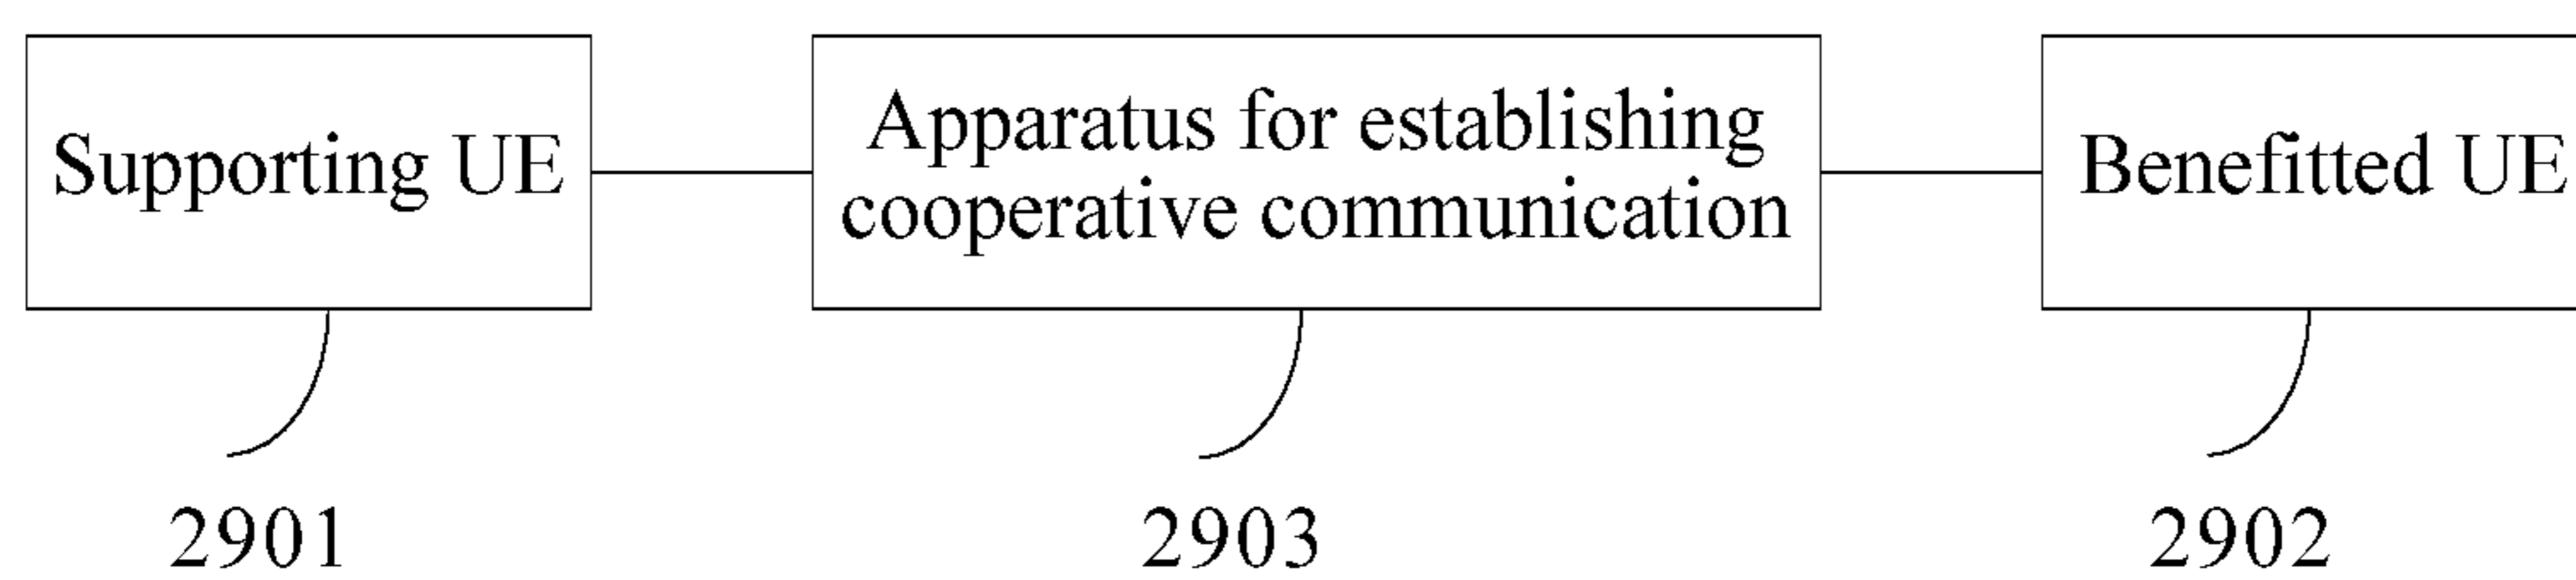 Supporting UE
Apparatus for establishing
cooperative communication
Benefitted UE
2901
2903
2902